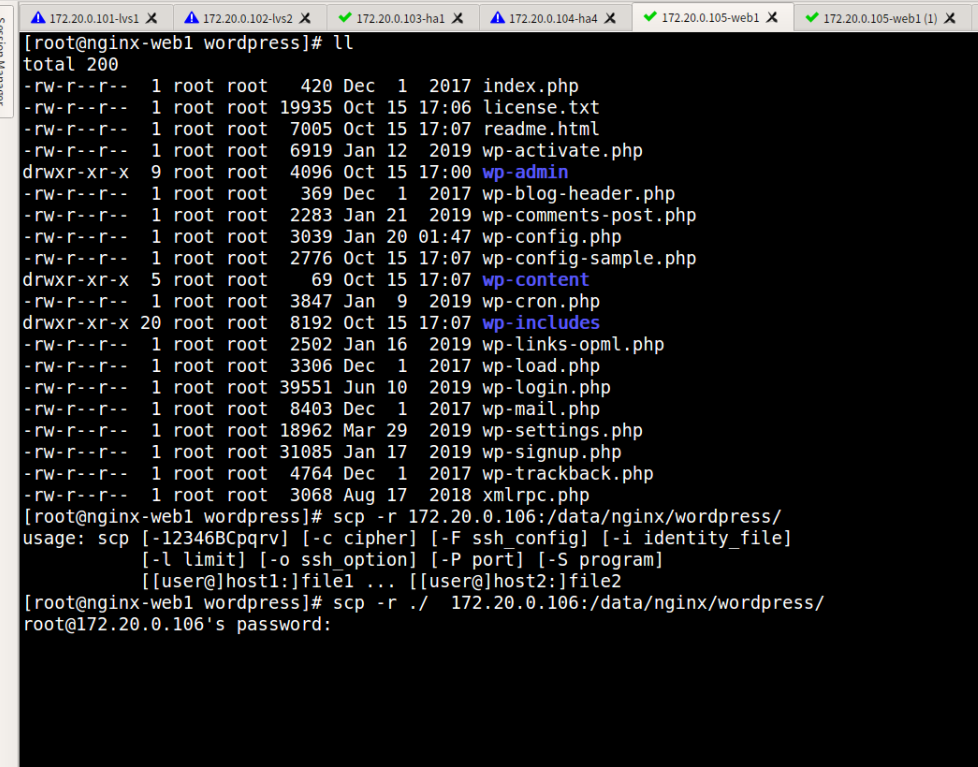 172.20.0.101-lvs1 172.20.0.102-lvs2 172.20.0.103-ha1 172.20.0.104-ha4 172.20.0.105-web1 172.20.0.105-web1 (1)
[root@nginx-web1 wordpress]# ll
total 200
-rw-r--r--  1 root root   420 Dec  1  2017 index.php
-rw-r--r--  1 root root 19935 Oct 15 17:06 license.txt
-rw-r--r--  1 root root  7005 Oct 15 17:07 readme.html
-rw-r--r--  1 root root  6919 Jan 12  2019 wp-activate.php
drwxr-xr-x  9 root root  4096 Oct 15 17:00 wp-admin
-rw-r--r--  1 root root   369 Dec  1  2017 wp-blog-header.php
-rw-r--r--  1 root root  2283 Jan 21  2019 wp-comments-post.php
-rw-r--r--  1 root root  3039 Jan 20 01:47 wp-config.php
-rw-r--r--  1 root root  2776 Oct 15 17:07 wp-config-sample.php
drwxr-xr-x  5 root root    69 Oct 15 17:07 wp-content
-rw-r--r--  1 root root  3847 Jan  9  2019 wp-cron.php
drwxr-xr-x 20 root root  8192 Oct 15 17:07 wp-includes
-rw-r--r--  1 root root  2502 Jan 16  2019 wp-links-opml.php
-rw-r--r--  1 root root  3306 Dec  1  2017 wp-load.php
-rw-r--r--  1 root root 39551 Jun 10  2019 wp-login.php
-rw-r--r--  1 root root  8403 Dec  1  2017 wp-mail.php
-rw-r--r--  1 root root 18962 Mar 29  2019 wp-settings.php
-rw-r--r--  1 root root 31085 Jan 17  2019 wp-signup.php
-rw-r--r--  1 root root  4764 Dec  1  2017 wp-trackback.php
-rw-r--r--  1 root root  3068 Aug 17  2018 xmlrpc.php
[root@nginx-web1 wordpress]# scp -r 172.20.0.106:/data/nginx/wordpress/
usage: scp [-12346BCpqrv] [-c cipher] [-F ssh_config] [-i identity_file]
           [-l limit] [-o ssh_option] [-P port] [-S program]
           [[user@]host1:]file1 ... [[user@]host2:]file2
[root@nginx-web1 wordpress]# scp -r ./  172.20.0.106:/data/nginx/wordpress/
root@172.20.0.106's password: